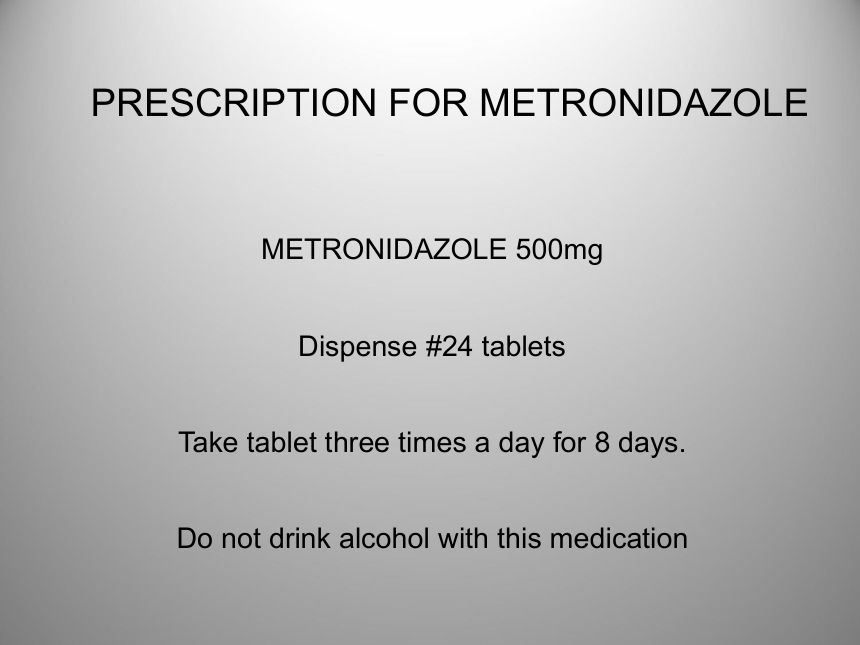 PRESCRIPTION FOR METRONIDAZOLE
METRONIDAZOLE 500mg
Dispense #24 tablets
Take tablet three times a day for 8 days.
Do not drink alcohol with this medication